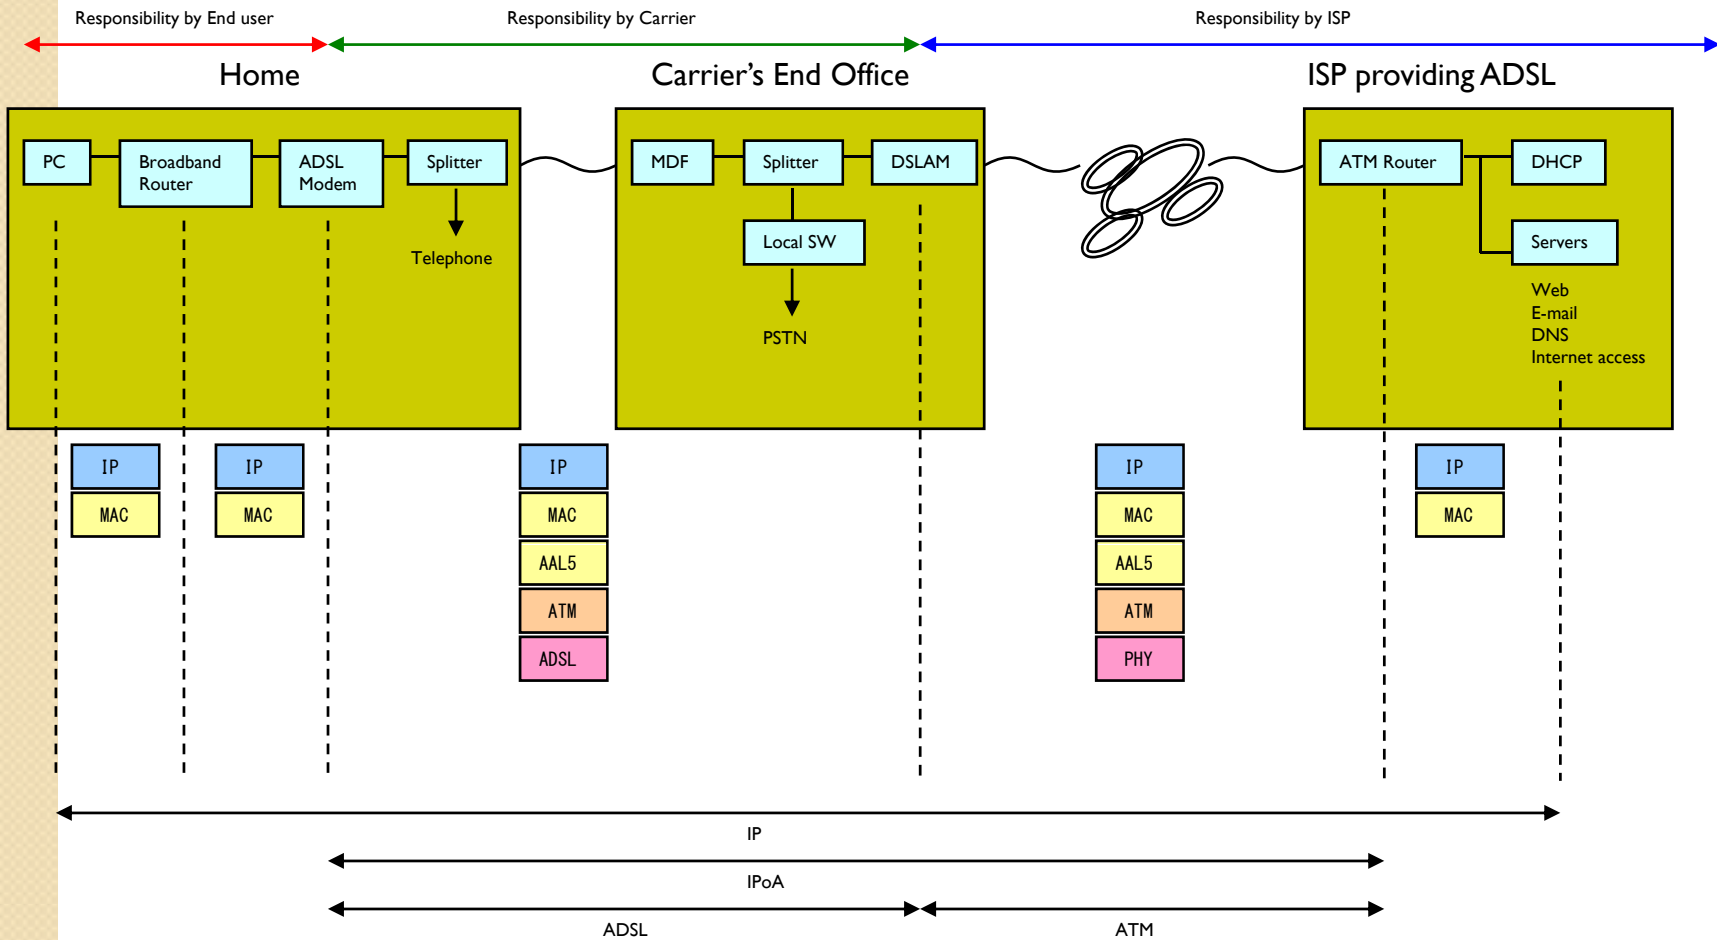 Responsibility by End user
Responsibility by Carrier
Responsibility by ISP
Home
Carrier's End Office
ISP providing ADSL
PC
Broadband
Router
ADSL
Modem
Splitter
Telephone
MDF
Splitter
DSLAM
Local SW
PSTN
ATM Router
DHCP
Servers
Web
E-mail
DNS
Internet access
IP
MAC
IP
MAC
IP
MAC
AAL5
ATM
ADSL
IP
MAC
AAL5
ATM
PHY
IP
MAC
IP
IPoA
ADSL
ATM